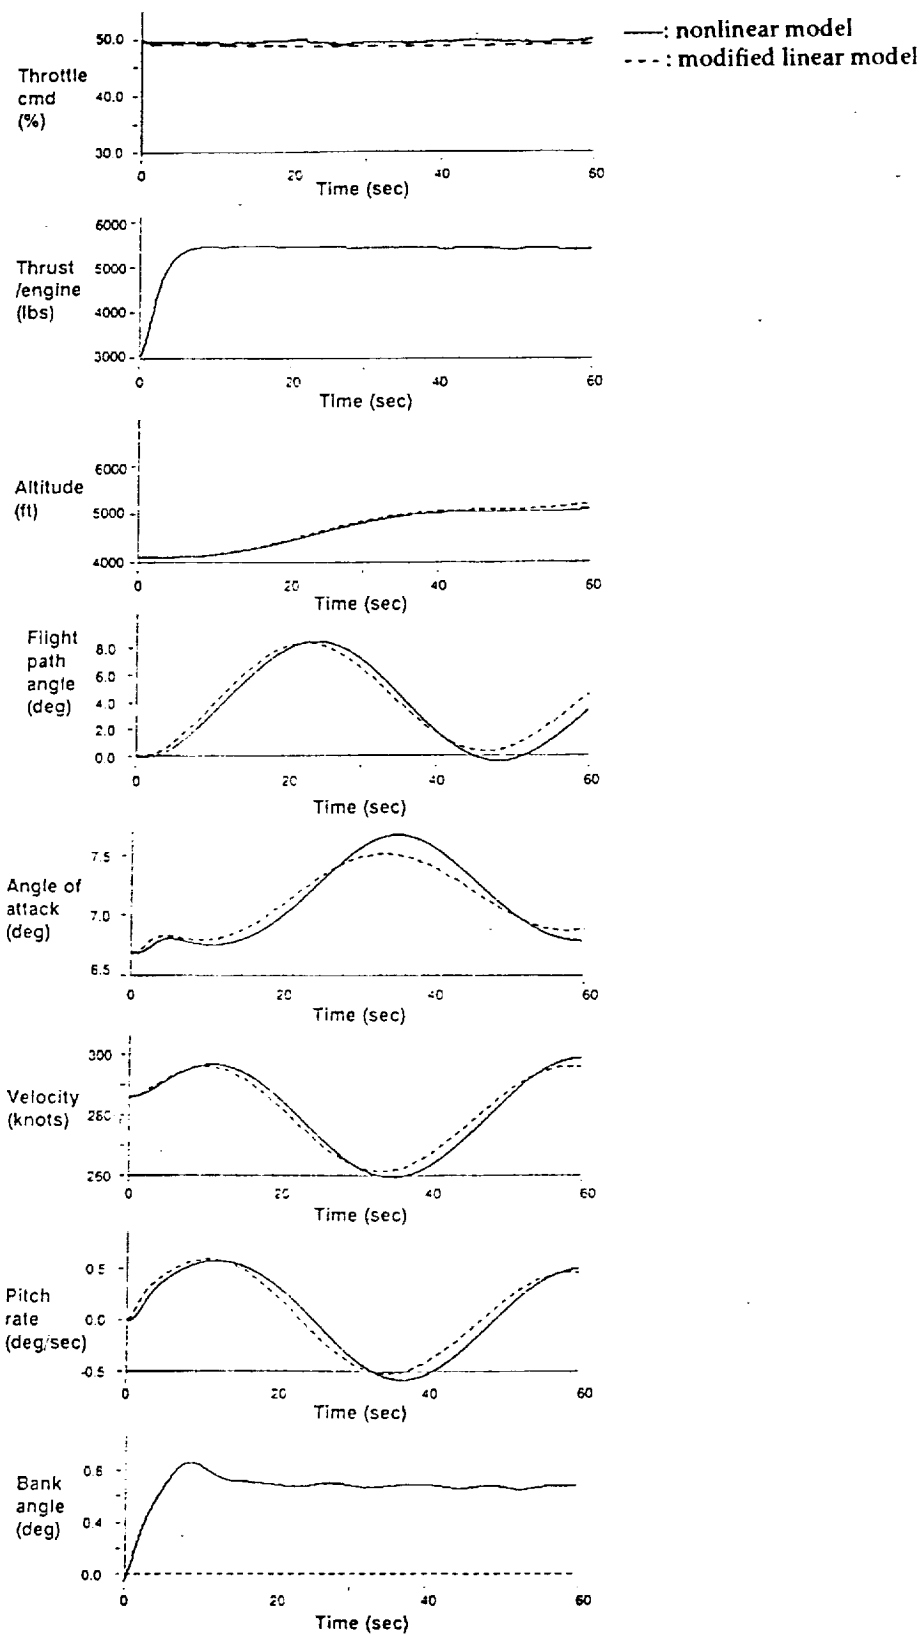 ——: nonlinear model
- - - : modified linear model
50.0
Throttle
cmd
(%)
40.0
30.0
0 20 40 60
Time (sec)
6000
Thrust
/engine
(lbs)
5000
4000
3000
0 20 40 60
Time (sec)
6000
Altitude
(ft)
5000
4000
0 20 40 60
Time (sec)
Flight
path
angle
(deg)
8.0
6.0
4.0
2.0
0.0
0 20 40 60
Time (sec)
7.5
Angle of
attack
(deg)
7.0
6.5
0 20 40 60
Time (sec)
300
Velocity
(knots)
260
0 20 40 60
Time (sec)
0.5
Pitch
rate
(deg/sec)
0.0
-0.5
0 20 40 60
Time (sec)
Bank
angle
(deg)
0.4
0.0
0 20 40 60
Time (sec)